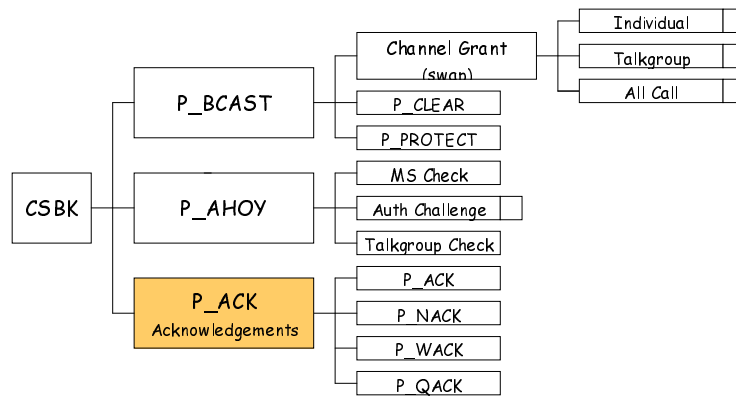 CSBK
P_BCAST
Channel Grant
(swap)
Individual
Talkgroup
All Call
P_CLEAR
P_PROTECT
P_AHOY
MS Check
Auth Challenge
Talkgroup Check
P_ACK
Acknowledgements
P_ACK
P_NACK
P_WACK
P_QACK